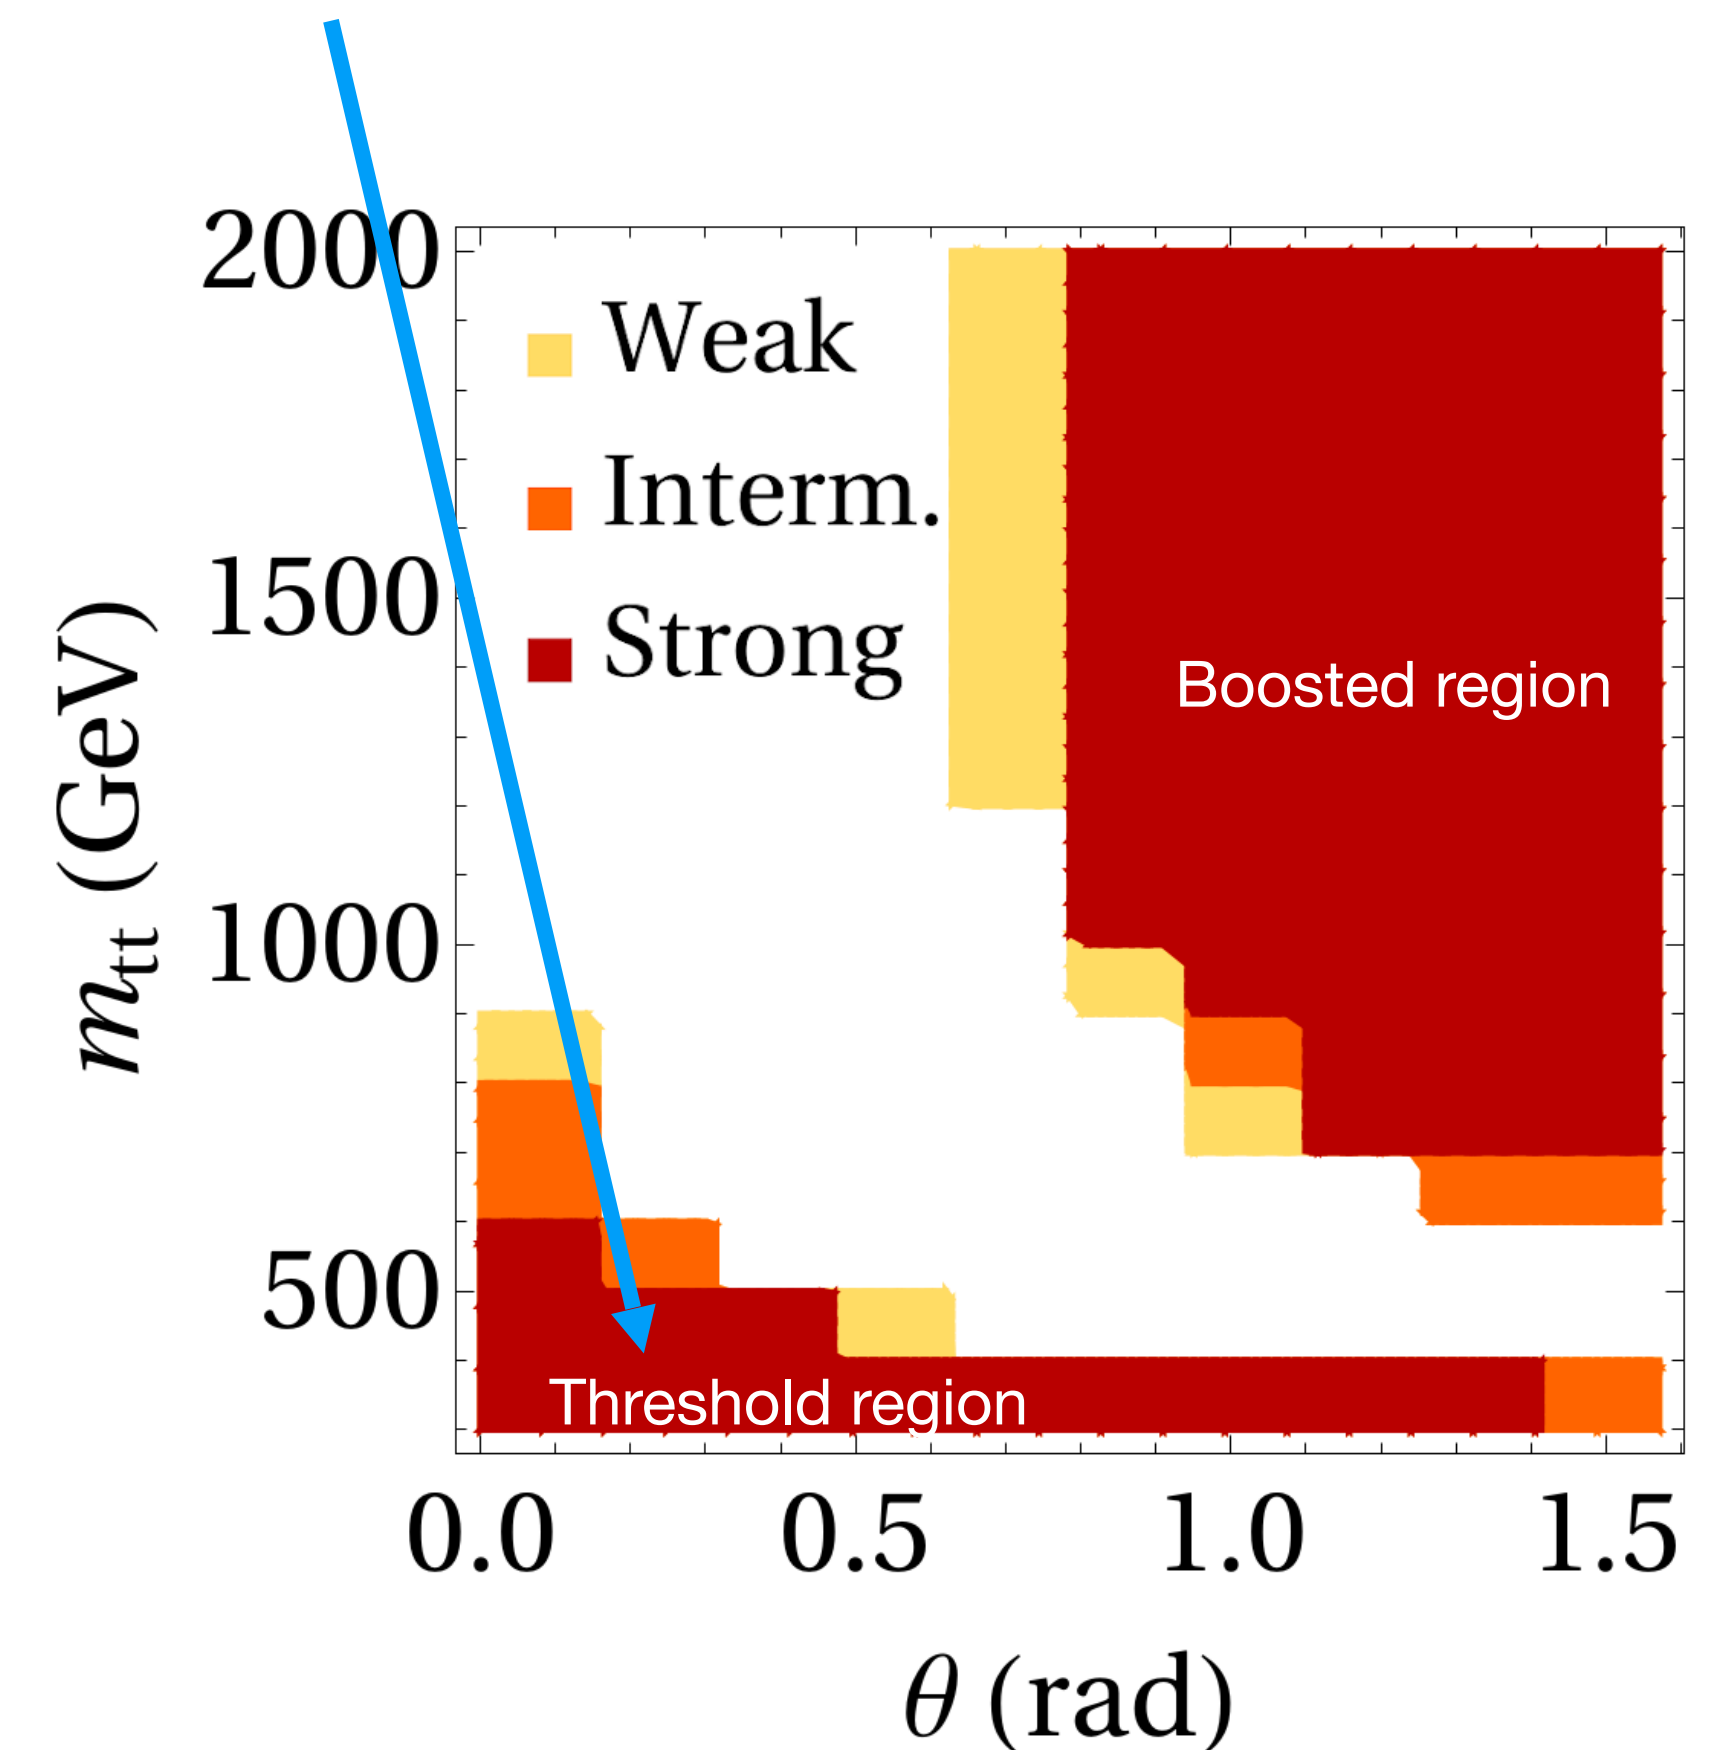 2000
Weak
Interm.
1500
Strong
Boosted region
m_tt (GeV)
1000
500
Threshold region
0.0 0.5 1.0 1.5
θ (rad)